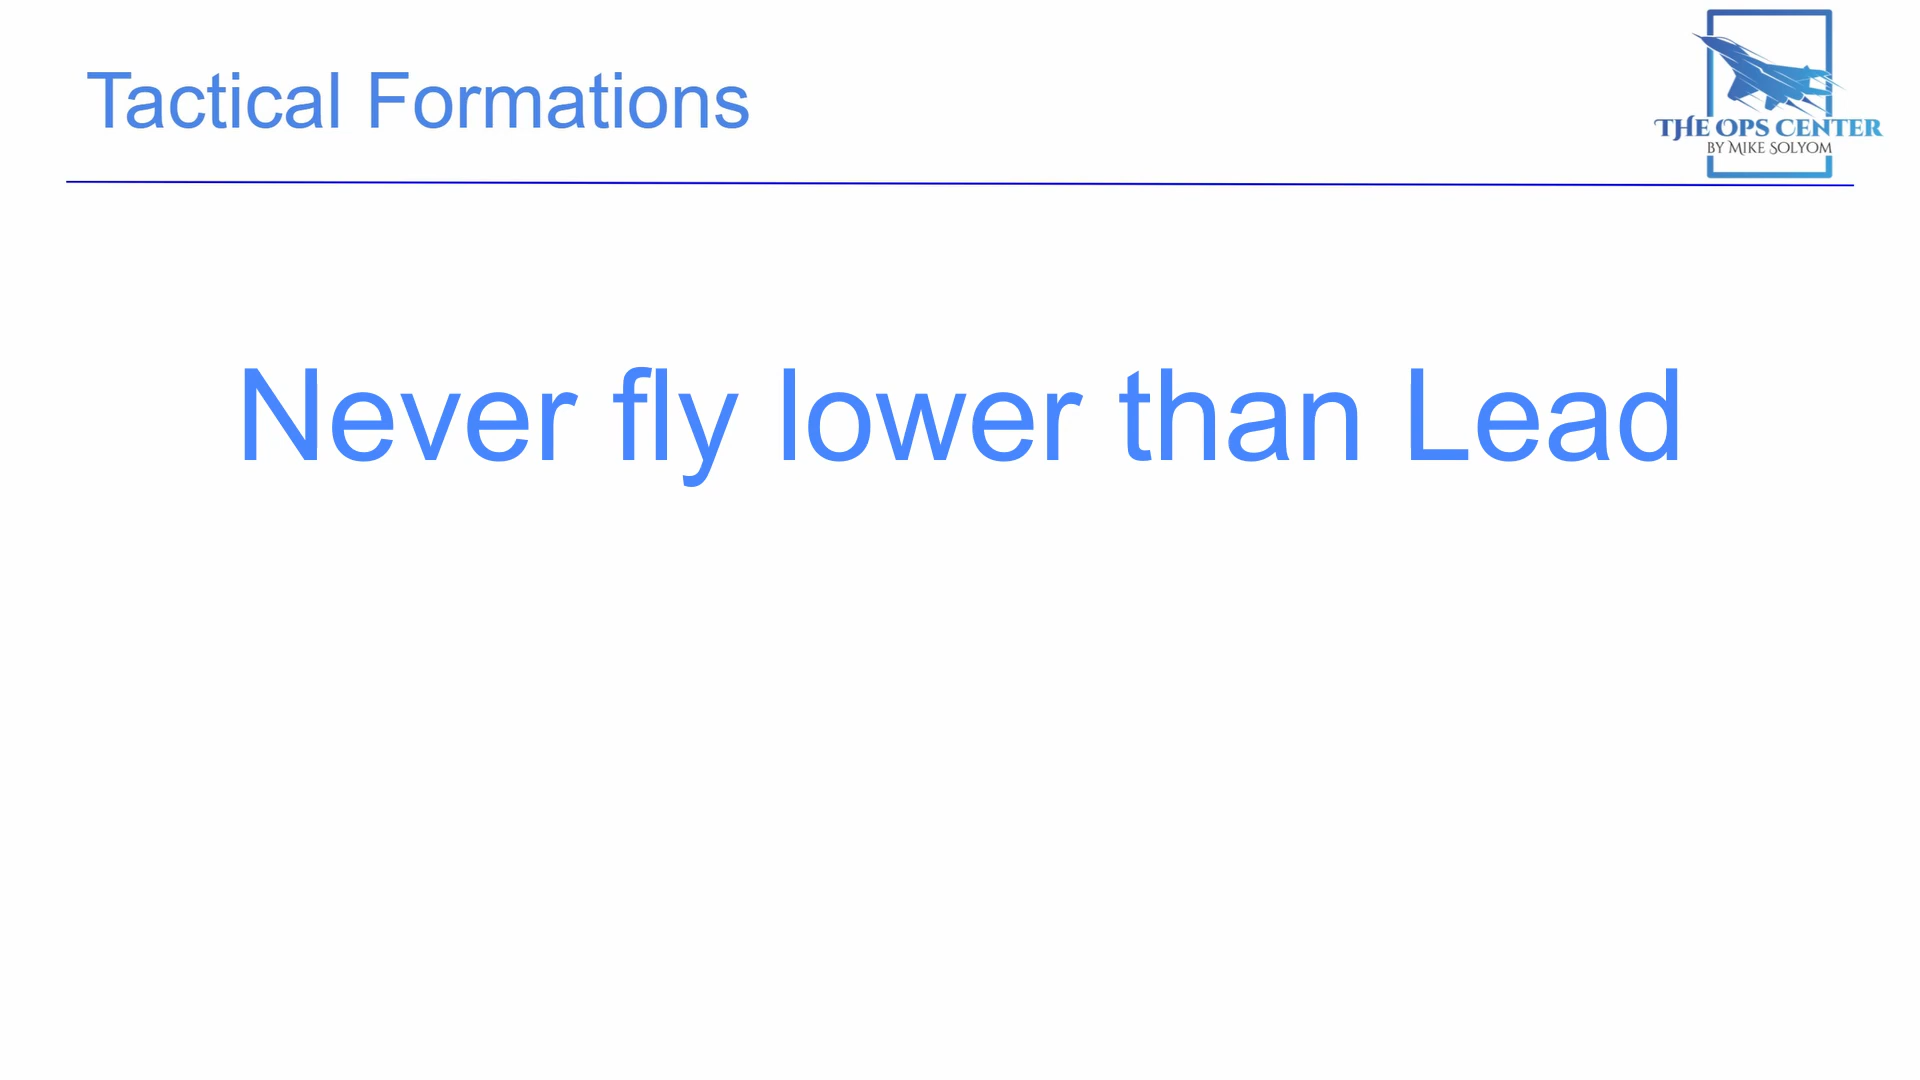 Tactical Formations
THE OPS CENTER
BY MIKE SOLYOM
Never fly lower than Lead